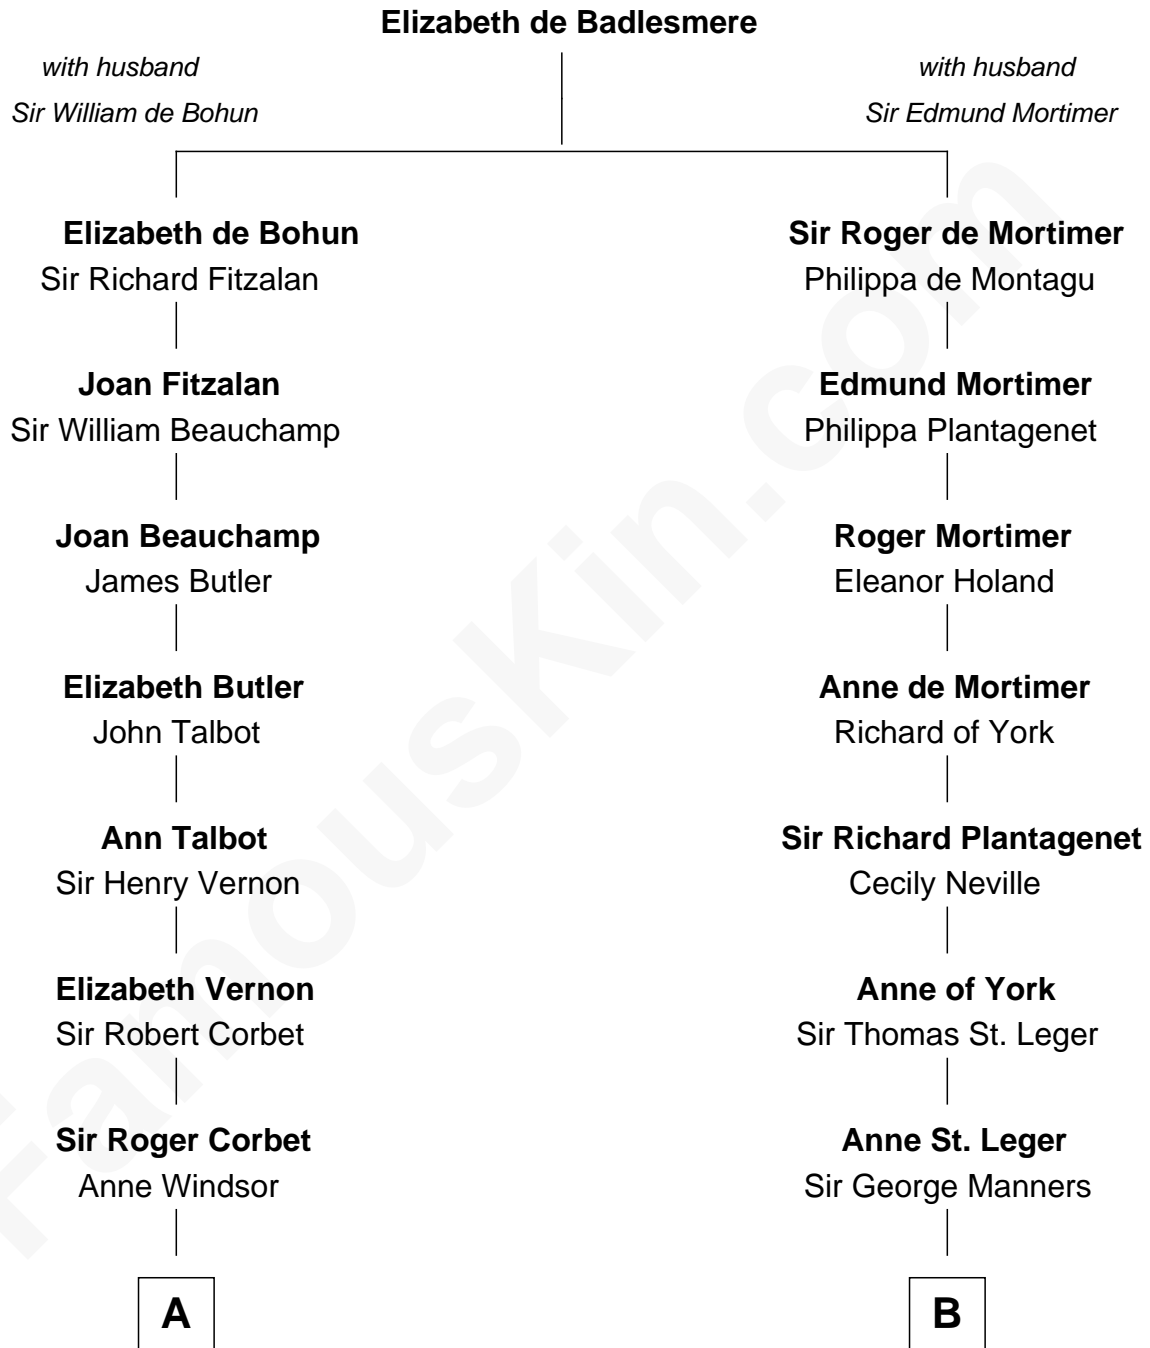 Elizabeth de Badlesmere
with husband
Sir William de Bohun
with husband
Sir Edmund Mortimer
Elizabeth de Bohun
Sir Richard Fitzalan
Sir Roger de Mortimer
Philippa de Montagu
Joan Fitzalan
Sir William Beauchamp
Edmund Mortimer
Philippa Plantagenet
Joan Beauchamp
James Butler
Roger Mortimer
Eleanor Holand
Elizabeth Butler
John Talbot
Anne de Mortimer
Richard of York
Ann Talbot
Sir Henry Vernon
Sir Richard Plantagenet
Cecily Neville
Elizabeth Vernon
Sir Robert Corbet
Anne of York
Sir Thomas St. Leger
Sir Roger Corbet
Anne Windsor
Anne St. Leger
Sir George Manners
A
B
FamousKin.com